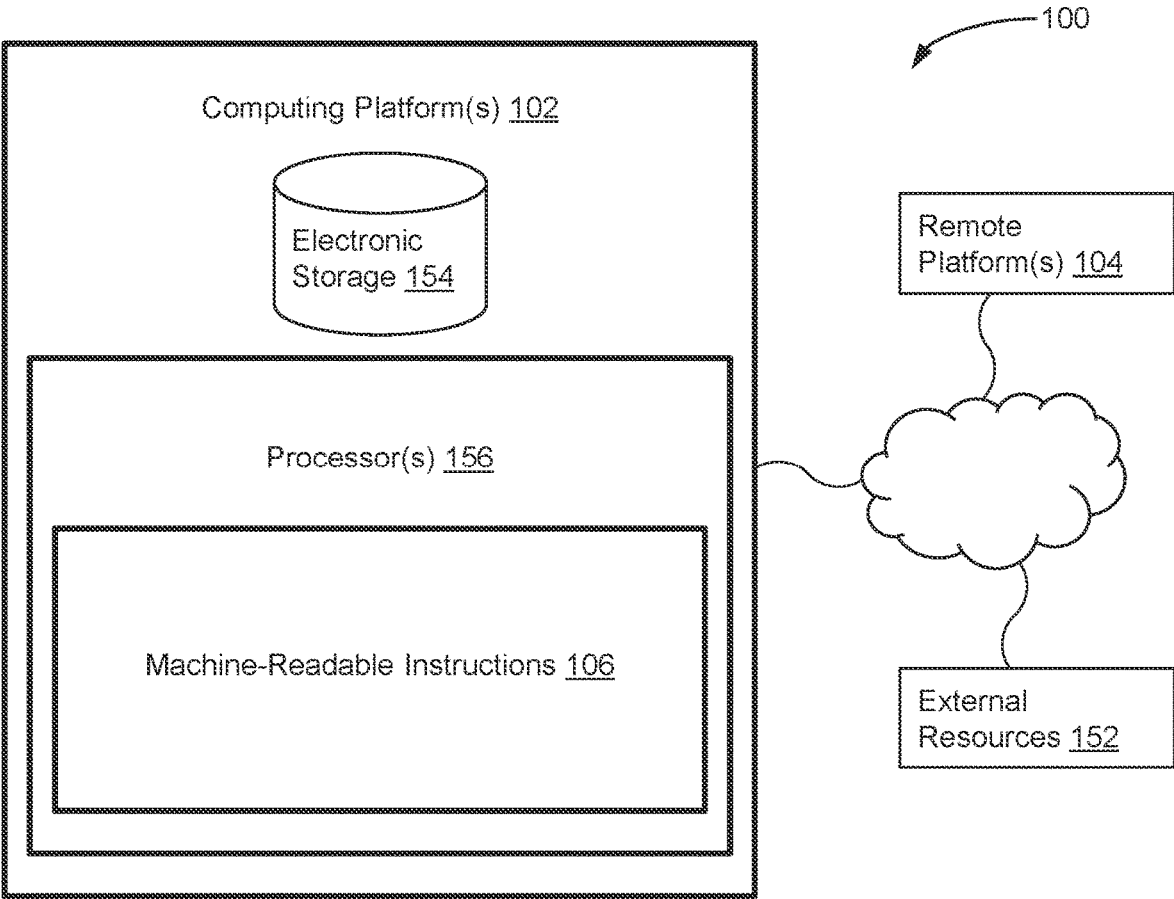 100
Computing Platform(s) 102
Electronic
Storage 154
Remote
Platform(s) 104
Processor(s) 156
Machine-Readable Instructions 106
External
Resources 152